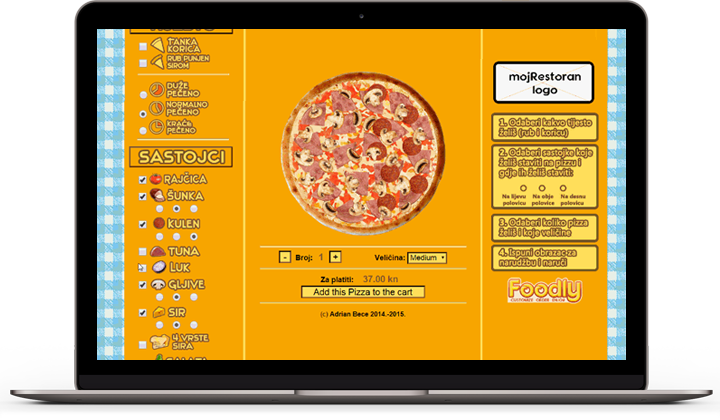 TANKA
KORICA
RUB PUNJEN
SIROM
DUŽE
PEČENO
NORMALNO
PEČENO
KRAĆE
PEČENO
SASTOJCI
RAJČICA
ŠUNKA
KULEN
TUNA
LUK
GLJIVE
SIR
4 VRSTE
SIRA
- Broj: 1 + Veličina: Medium
Za platiti: 37.00 kn
Add this Pizza to the cart
(c) Adrian Bece 2014.-2015.
mojRestoran
logo
1. Odaberi kakvo tijesto
želiš (rub i koricu)
2. Odaberi sastojke koje
želiš staviti na pizzu i
gdje ih želiš staviti:
Na lijevu
polovicu
Na obje
polovice
Na desnu
polovicu
3. Odaberi koliko pizza
želiš i koje veličine
4. Ispuni obrazac za
narudžbu i naruči
Foodly